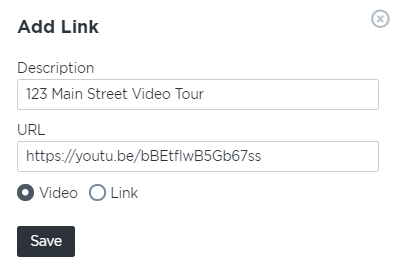 Add Link
Description
123 Main Street Video Tour
URL
https://youtu.be/bBEtflwB5Gb67ss
Video Link
Save